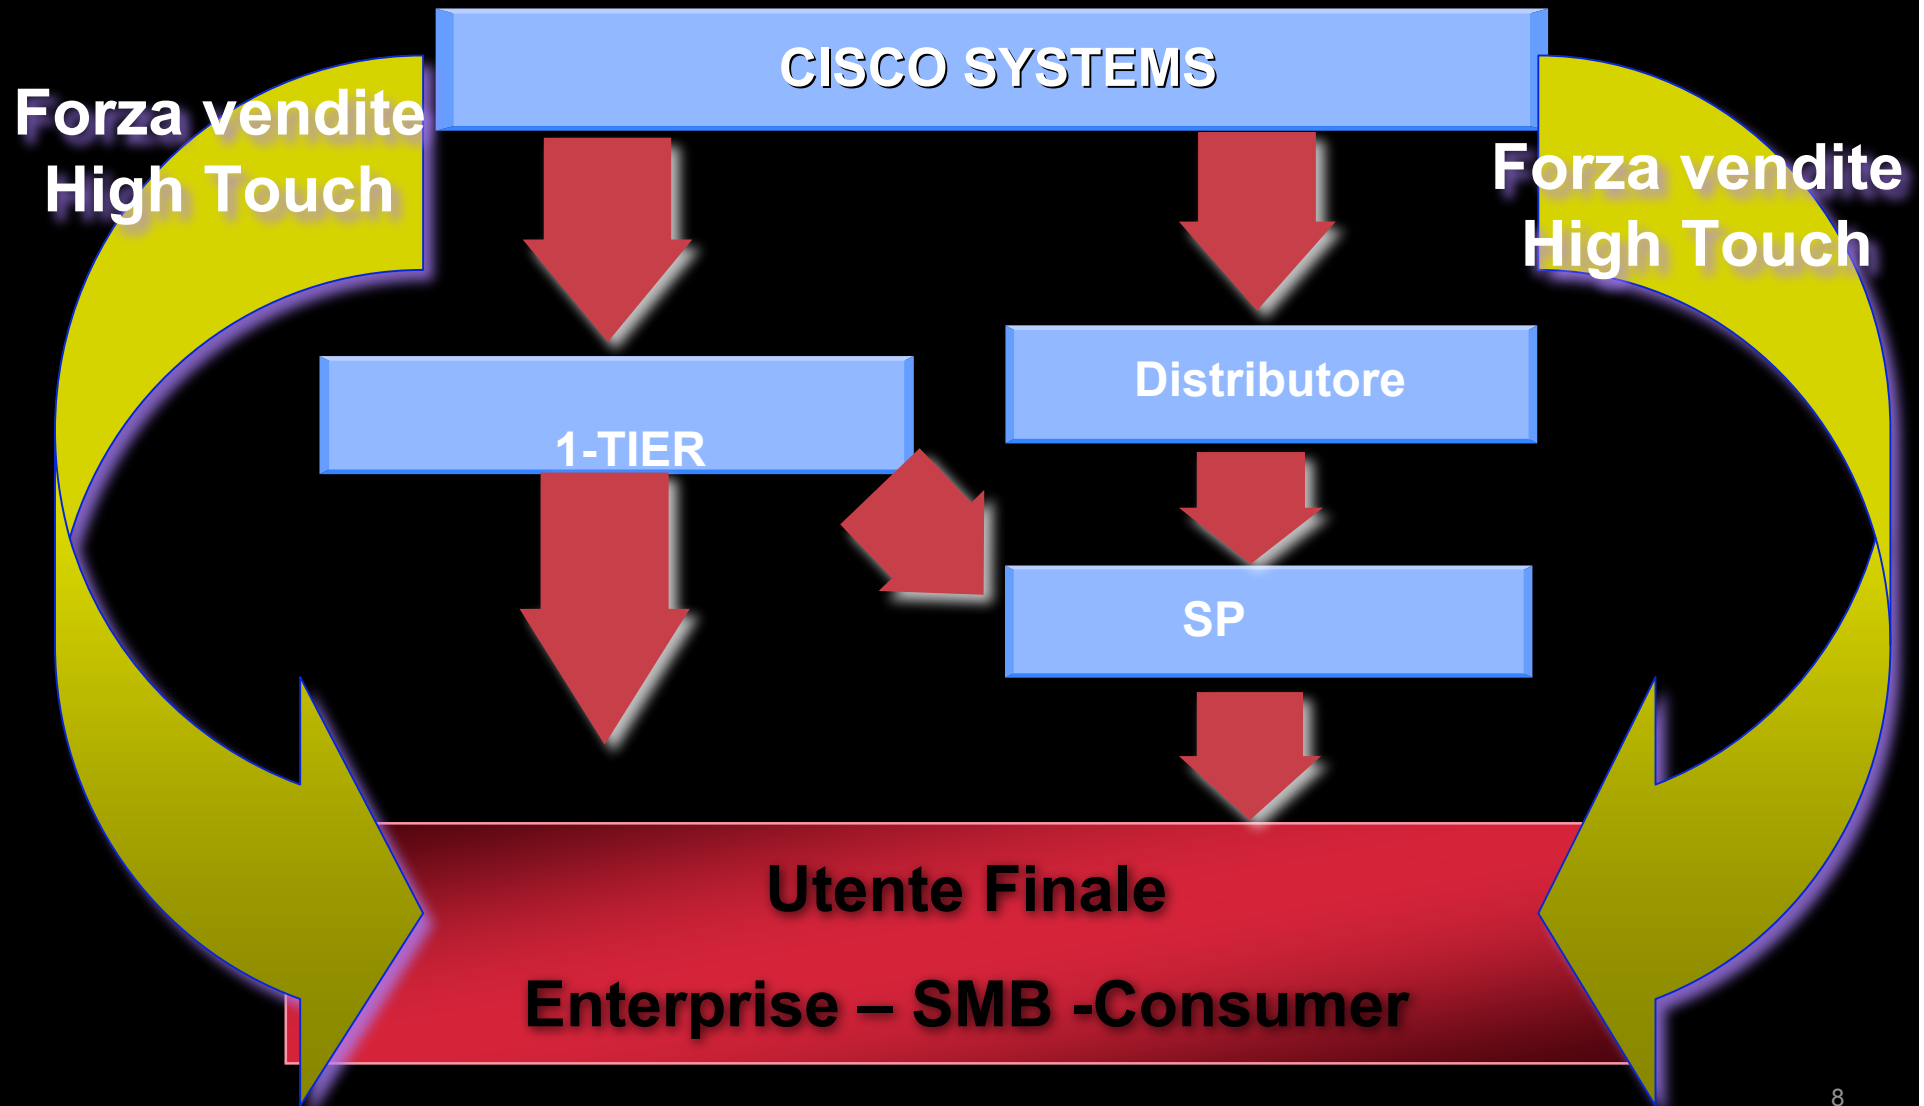 CISCO SYSTEMS
Forza vendite
High Touch
Forza vendite
High Touch
Distributore
1-TIER
SP
Utente Finale
Enterprise – SMB -Consumer
8